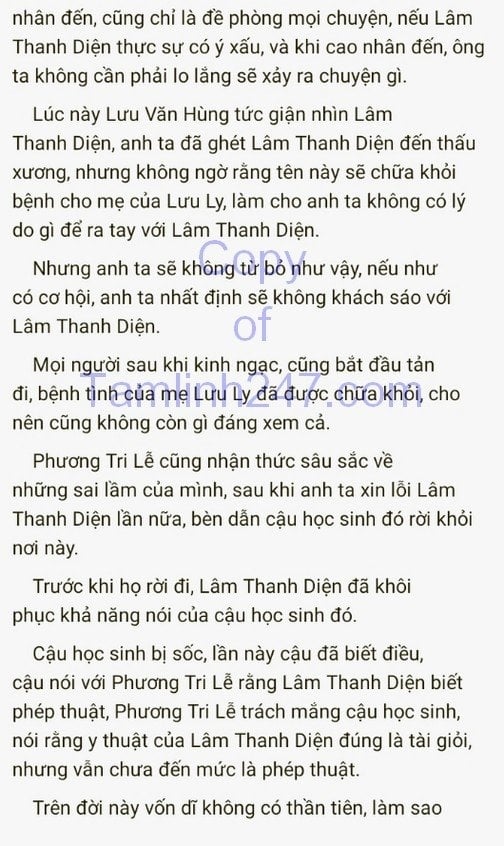 nhân đến, cũng chỉ là đề phòng mọi chuyện, nếu Lâm
Thanh Diện thực sự có ý xấu, và khi cao nhân đến, ông
ta không cần phải lo lắng sẽ xảy ra chuyện gì.
Lúc này Lưu Văn Hùng tức giận nhìn Lâm
Thanh Diện, anh ta đã ghét Lâm Thanh Diện đến thấu
xương, nhưng không ngờ rằng tên này sẽ chữa khỏi
bệnh cho mẹ của Lưu Ly, làm cho anh ta không có lý
do gì để ra tay với Lâm Thanh Diện.
Copy
Nhưng anh ta sẽ không từ bỏ như vậy, nếu như
có cơ hội, anh ta nhất định sẽ không khách sáo với
of
Lâm Thanh Diện.
Mọi người sau khi kinh ngạc, cũng bắt đầu tản
Tamlinh247.com
đi, bệnh tình của mẹ Lưu Ly đã được chữa khỏi, cho
nên cũng không còn gì đáng xem cả.
Phương Tri Lễ cũng nhận thức sâu sắc về
những sai lầm của mình, sau khi anh ta xin lỗi Lâm
Thanh Diện lần nữa, bèn dẫn cậu học sinh đó rời khỏi
nơi này.
Trước khi họ rời đi, Lâm Thanh Diện đã khôi
phục khả năng nói của cậu học sinh đó.
Cậu học sinh bị sốc, lần này cậu đã biết điều,
cậu nói với Phương Tri Lễ rằng Lâm Thanh Diện biết
phép thuật, Phương Tri Lễ trách mắng cậu học sinh,
nói rằng y thuật của Lâm Thanh Diện đúng là tài giỏi,
nhưng vẫn chưa đến mức là phép thuật.
Trên đời này vốn dĩ không có thần tiên, làm sao